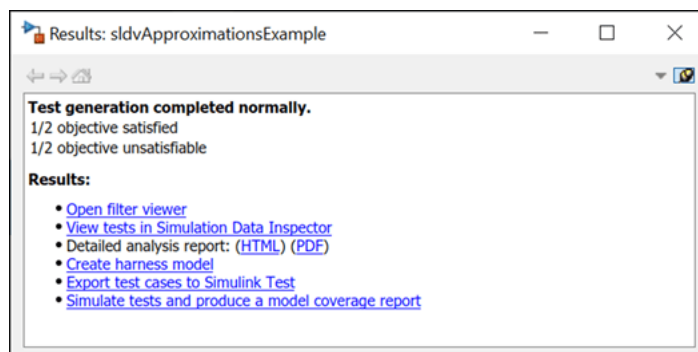 Results: sldvApproximationsExample
Test generation completed normally.
1/2 objective satisfied
1/2 objective unsatisfiable
Results:
• Open filter viewer
• View tests in Simulation Data Inspector
• Detailed analysis report: (HTML) (PDF)
• Create harness model
• Export test cases to Simulink Test
• Simulate tests and produce a model coverage report